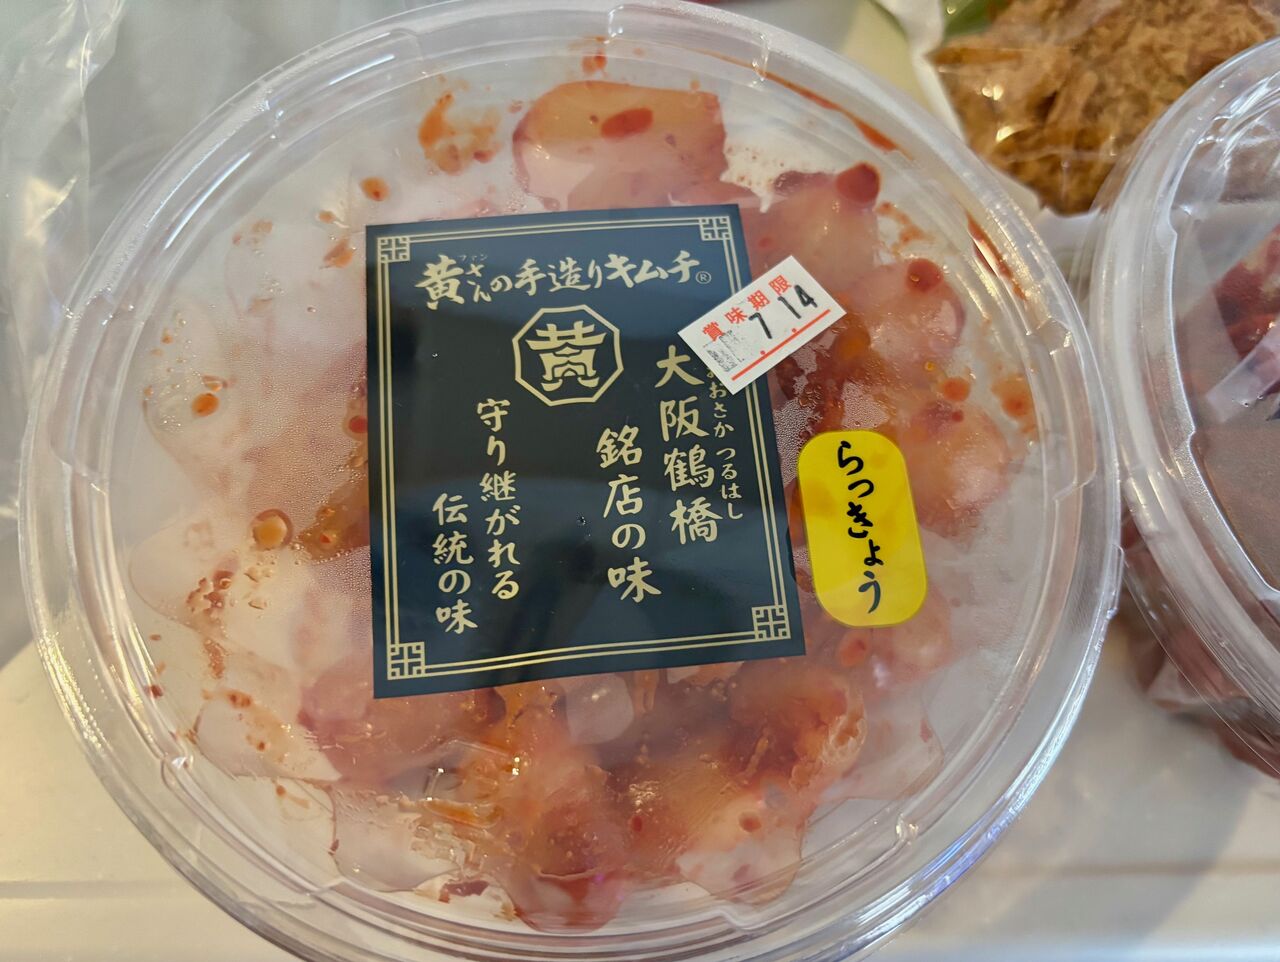 黄さんの手造りキムチ®
ファン
黄
賞味期限
7 14
大阪鶴橋
おおさか つるはし
銘店の味
守り継がれる
伝統の味
らっきょう